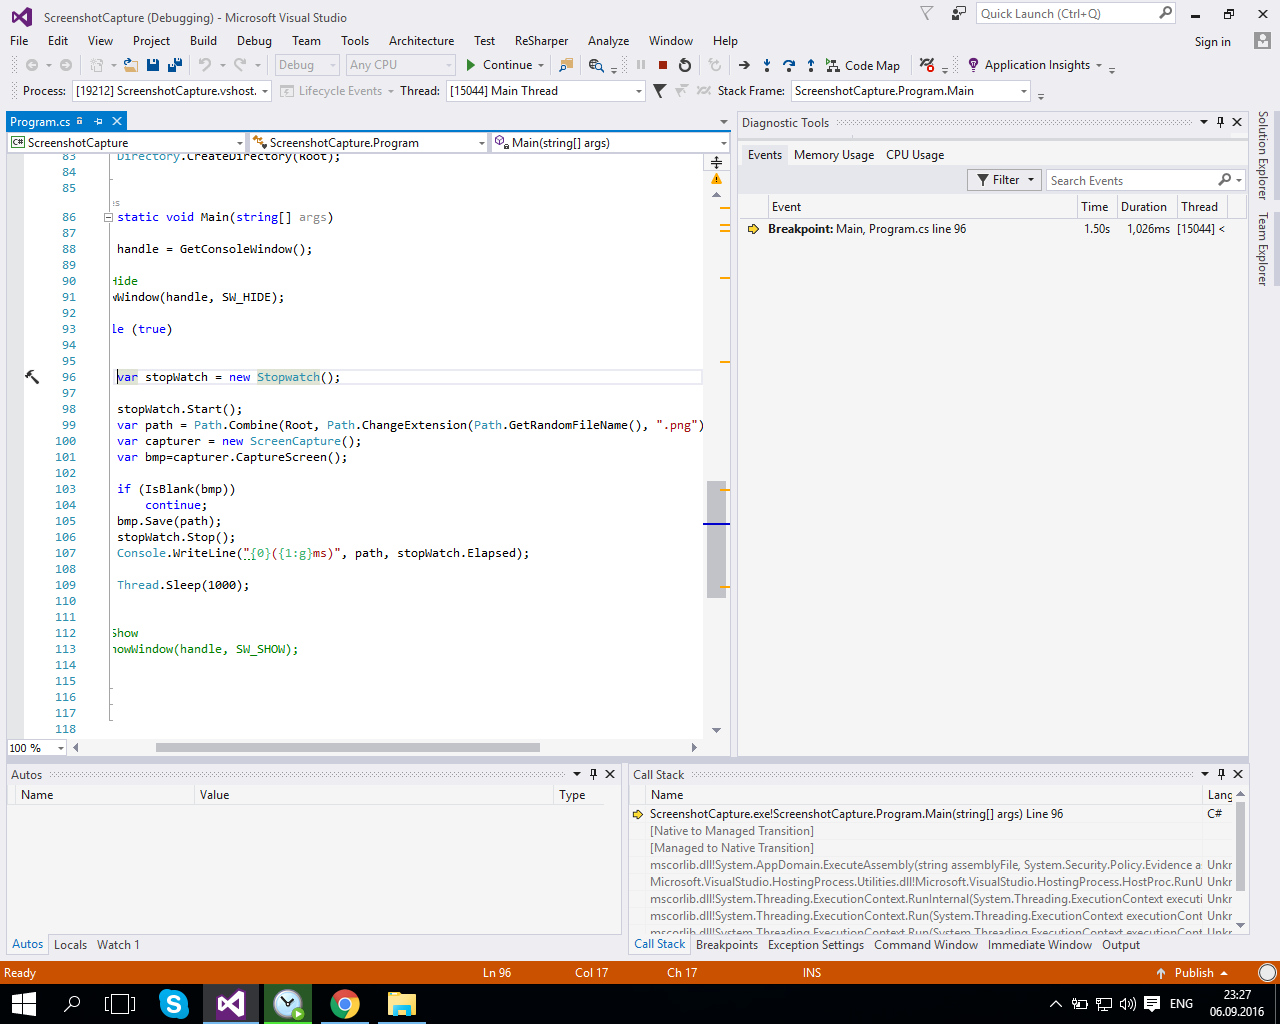 ScreenshotCapture (Debugging) - Microsoft Visual Studio
Quick Launch (Ctrl+Q)
File Edit View Project Build Debug Team Tools Architecture Test ReSharper Analyze Window Help
Sign in
Debug Any CPU Continue Code Map Application Insights
Process: [19212] ScreenshotCapture.vshost. Lifecycle Events Thread: [15044] Main Thread Stack Frame: ScreenshotCapture.Program.Main
Program.cs
ScreenshotCapture ScreenshotCapture.Program Main(string[] args)
83 Directory.CreateDirectory(Root);
84
85
86 static void Main(string[] args)
87
88 handle = GetConsoleWindow();
89
90 Hide
91 wWindow(handle, SW_HIDE);
92
93 le (true)
94
95
96 var stopWatch = new Stopwatch();
97
98 stopWatch.Start();
99 var path = Path.Combine(Root, Path.ChangeExtension(Path.GetRandomFileName(), ".png")
100 var capturer = new ScreenCapture();
101 var bmp=capturer.CaptureScreen();
102
103 if (IsBlank(bmp))
104 continue;
105 bmp.Save(path);
106 stopWatch.Stop();
107 Console.WriteLine("{0}({1:g}ms)", path, stopWatch.Elapsed);
108
109 Thread.Sleep(1000);
110
111
112 Show
113 howWindow(handle, SW_SHOW);
114
115
116
117
118
100 %
Diagnostic Tools
Events Memory Usage CPU Usage
Filter Search Events
Event Time Duration Thread
Breakpoint: Main, Program.cs line 96 1.50s 1,026ms [15044] <
Solution Explorer
Team Explorer
Autos
Name Value Type
Autos Locals Watch 1
Call Stack
Name Lang
ScreenshotCapture.exe!ScreenshotCapture.Program.Main(string[] args) Line 96 C#
[Native to Managed Transition]
[Managed to Native Transition]
mscorlib.dll!System.AppDomain.ExecuteAssembly(string assemblyFile, System.Security.Policy.Evidence as Unkr
Microsoft.VisualStudio.HostingProcess.Utilities.dll!Microsoft.VisualStudio.HostingProcess.HostProc.RunU Unkr
mscorlib.dll!System.Threading.ExecutionContext.RunInternal(System.Threading.ExecutionContext executi Unkr
mscorlib.dll!System.Threading.ExecutionContext.Run(System.Threading.ExecutionContext executionCont Unkr
mscorlib.dll!System.Threading.ExecutionContext.Run(System.Threading.ExecutionContext executionCont Unkr
Call Stack Breakpoints Exception Settings Command Window Immediate Window Output
Ready Ln 96 Col 17 Ch 17 INS Publish
ENG
23:27
06.09.2016